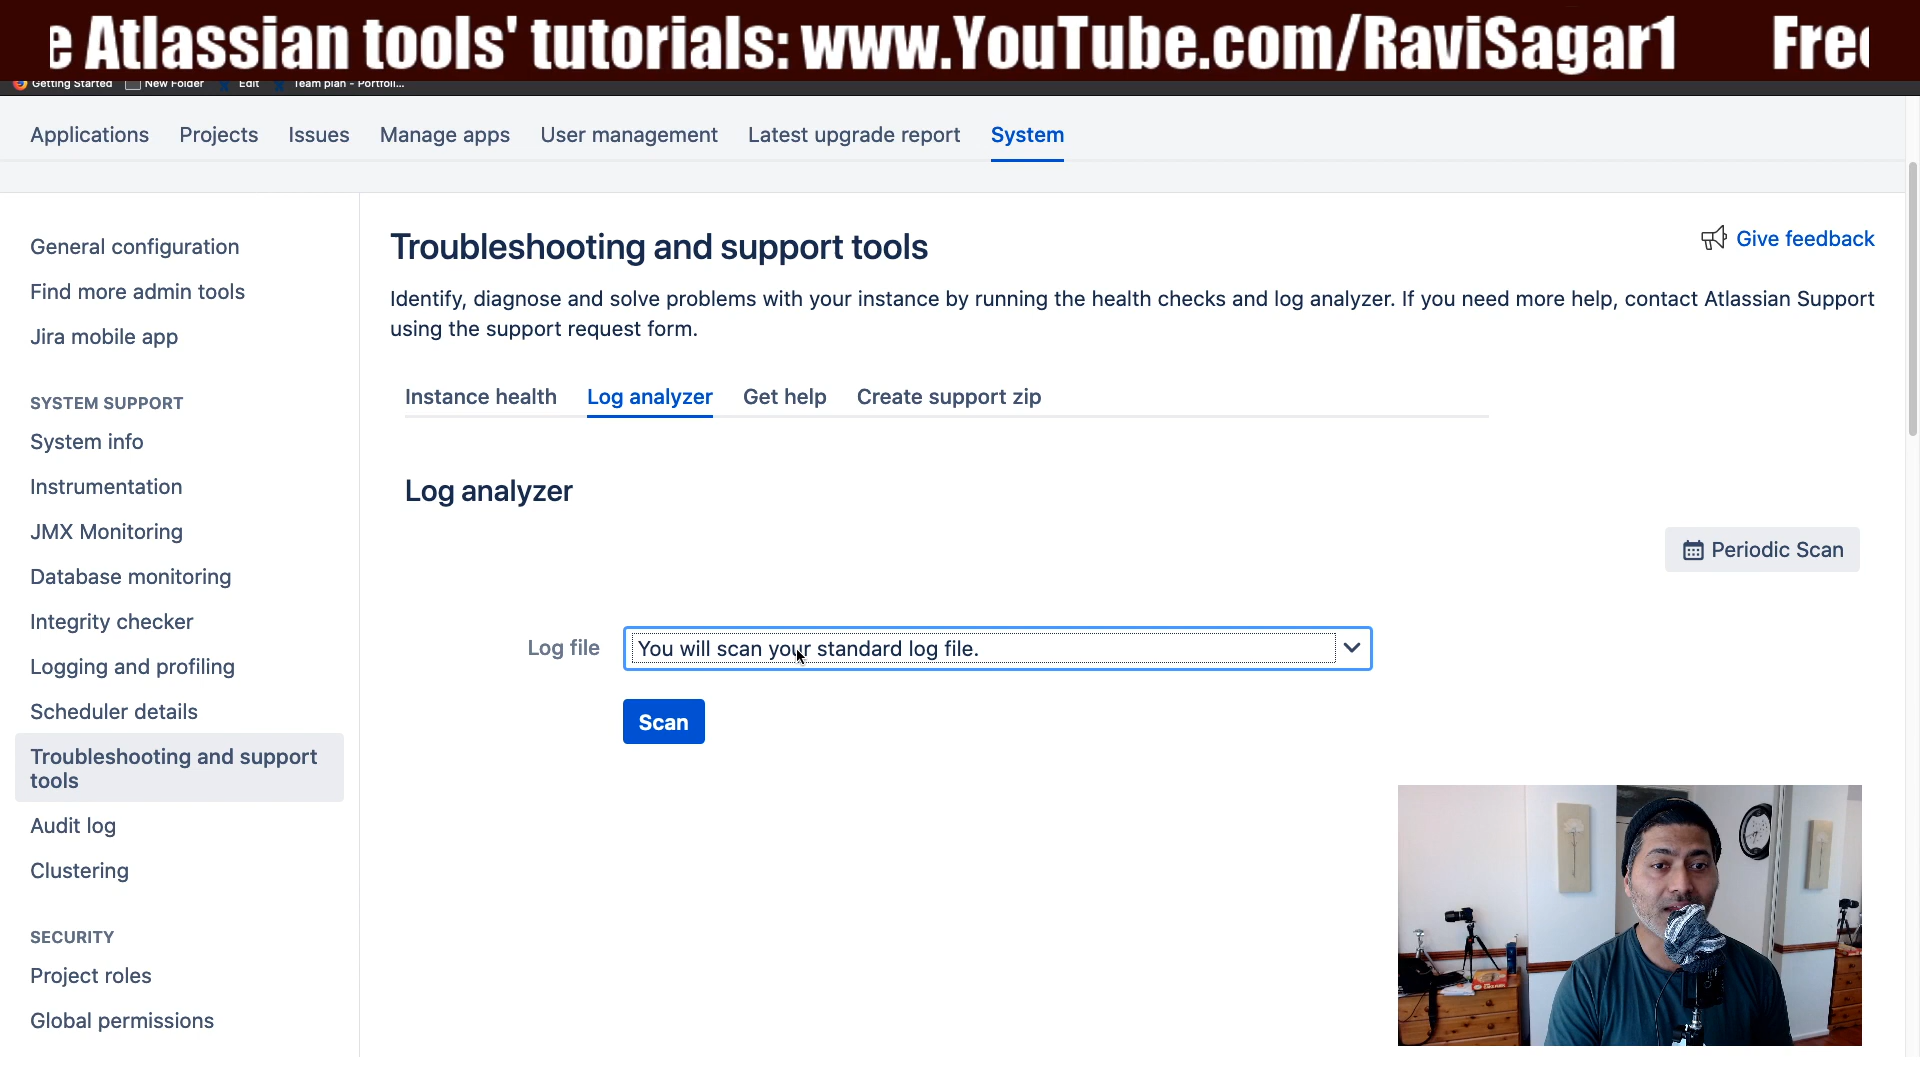 e Atlassian tools' tutorials: www.YouTube.com/RaviSagar1 Free
Getting Started New Folder Edit Team plan - Portfoli...
Applications Projects Issues Manage apps User management Latest upgrade report System
General configuration
Find more admin tools
Jira mobile app
SYSTEM SUPPORT
System info
Instrumentation
JMX Monitoring
Database monitoring
Integrity checker
Logging and profiling
Scheduler details
Troubleshooting and support
tools
Audit log
Clustering
SECURITY
Project roles
Global permissions
Troubleshooting and support tools
Give feedback
Identify, diagnose and solve problems with your instance by running the health checks and log analyzer. If you need more help, contact Atlassian Support
using the support request form.
Instance health Log analyzer Get help Create support zip
Log analyzer
Periodic Scan
Log file You will scan your standard log file.
Scan